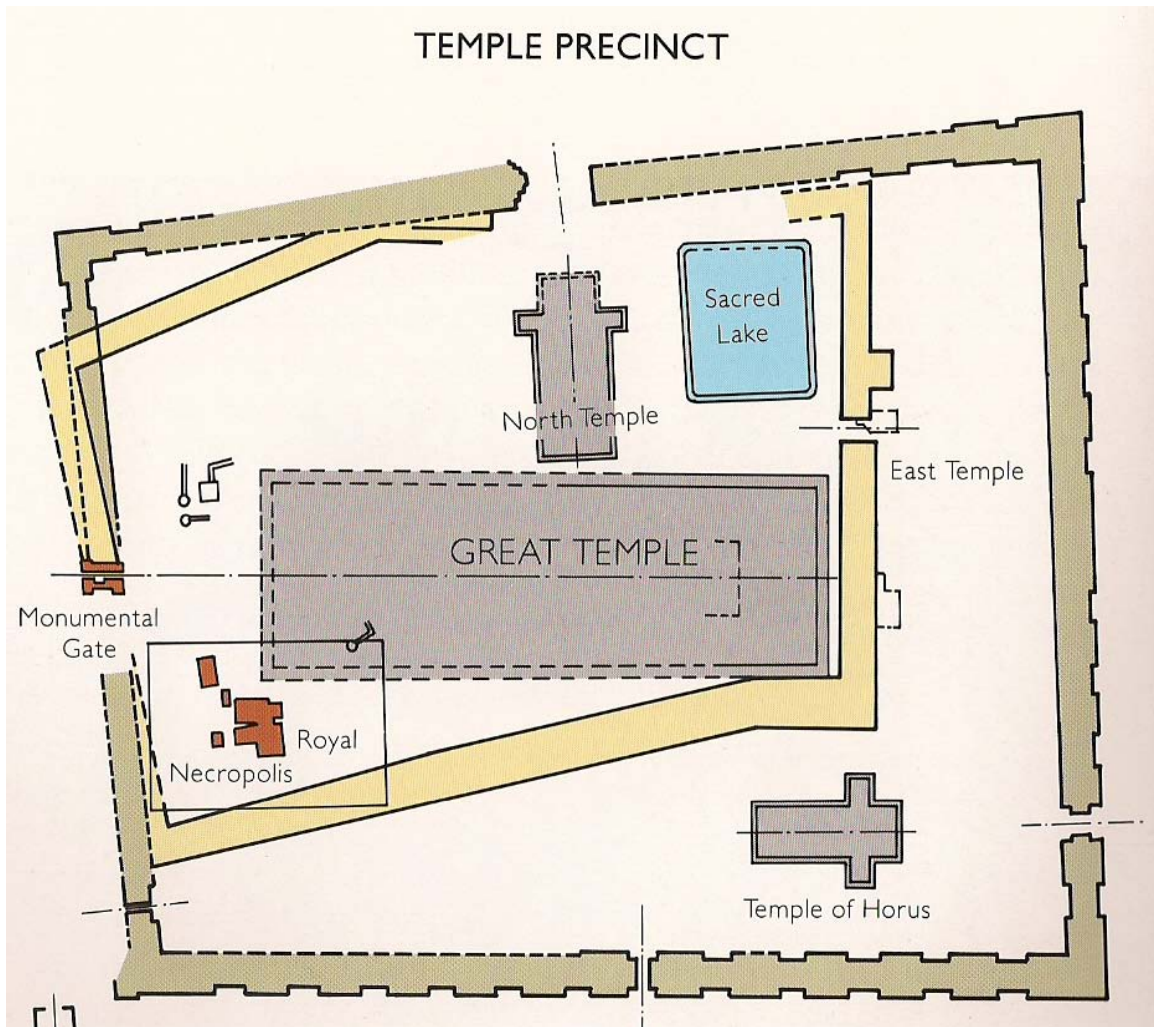 TEMPLE PRECINCT
Sacred
Lake
North Temple
East Temple
GREAT TEMPLE
Monumental
Gate
Royal
Necropolis
Temple of Horus